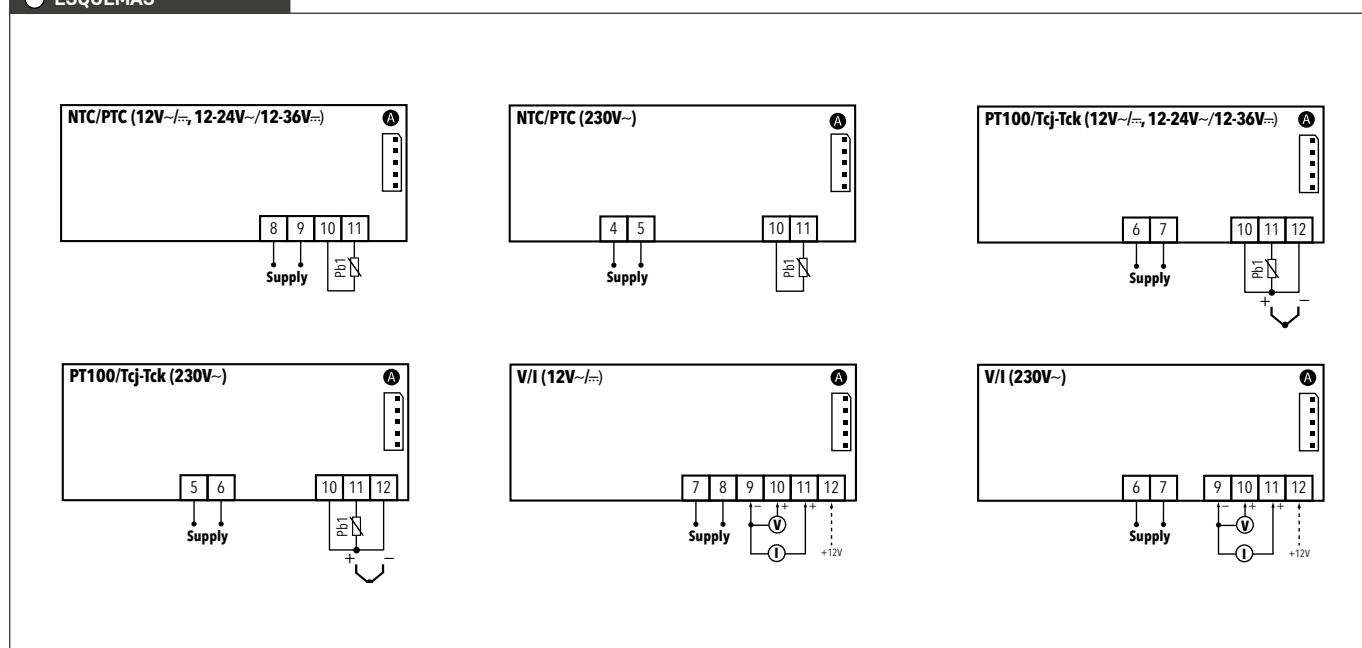 ESQUEMAS
NTC/PTC (12V~/⎓, 12-24V~/12-36V⎓) A
8 9 10 11
Supply
Pb1
NTC/PTC (230V~) A
4 5 10 11
Supply
Pb1
PT100/Tcj-Tck (12V~/⎓, 12-24V~/12-36V⎓) A
6 7 10 11 12
Supply
Pb1
+ −
PT100/Tcj-Tck (230V~) A
5 6 10 11 12
Supply
Pb1
+ −
V/I (12V~/⎓) A
7 8 9 10 11 12
− + +
Supply
V
I
+12V
V/I (230V~) A
6 7 9 10 11 12
− + +
Supply
V
I
+12V